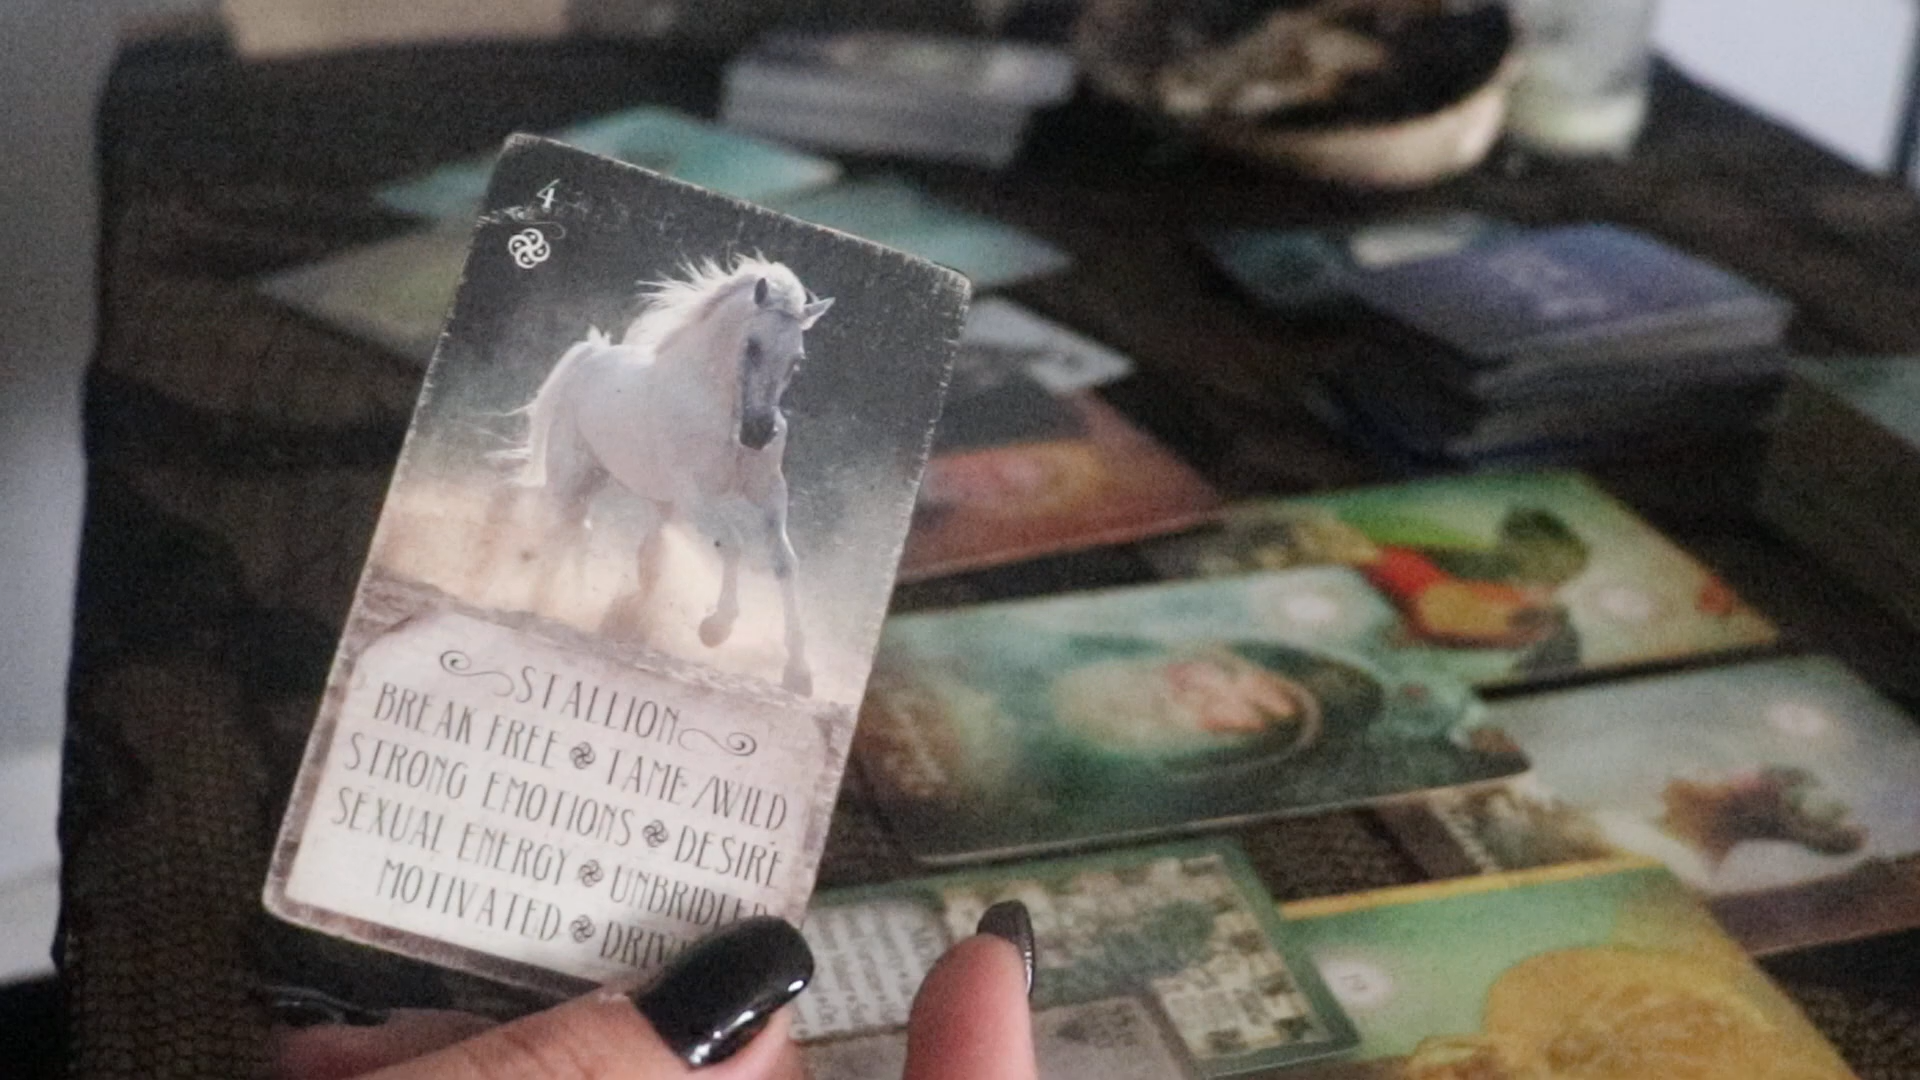 4
STALLION
BREAK FREE TAME/WILD
STRONG EMOTIONS DESIRE
SEXUAL ENERGY UNBRIDLED
MOTIVATED